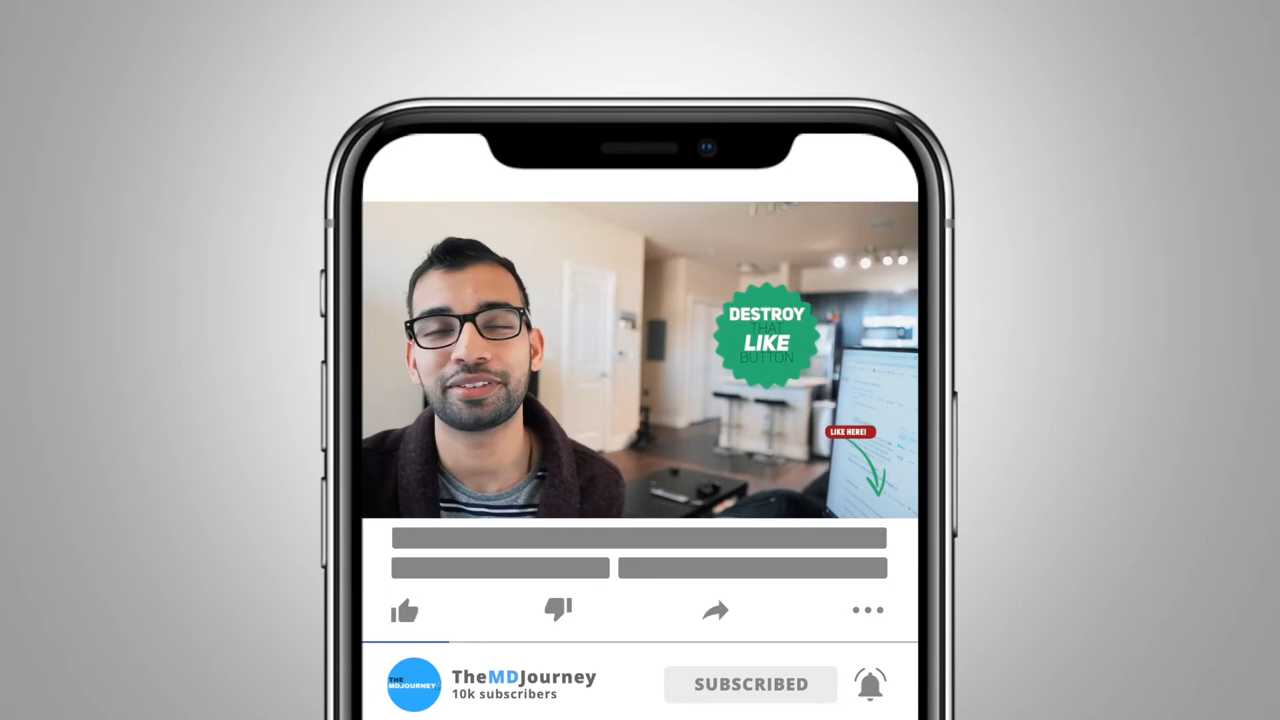 DESTROY
THAT
LIKE
BUTTON
LIKE HERE!
THE
MDJOURNEY
TheMDJourney
10k subscribers
SUBSCRIBED